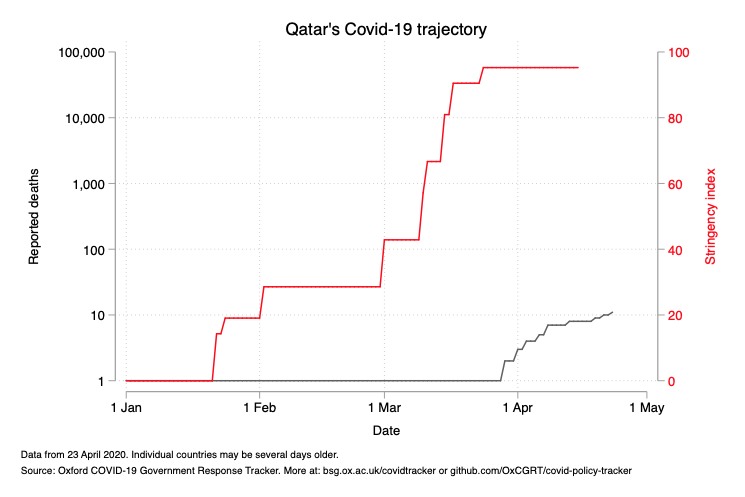 Qatar's Covid-19 trajectory
100,000
10,000
1,000
100
10
1
Reported deaths
100
80
60
40
20
0
Stringency index
1 Jan 1 Feb 1 Mar 1 Apr 1 May
Date
Data from 23 April 2020. Individual countries may be several days older.
Source: Oxford COVID-19 Government Response Tracker. More at: bsg.ox.ac.uk/covidtracker or github.com/OxCGRT/covid-policy-tracker